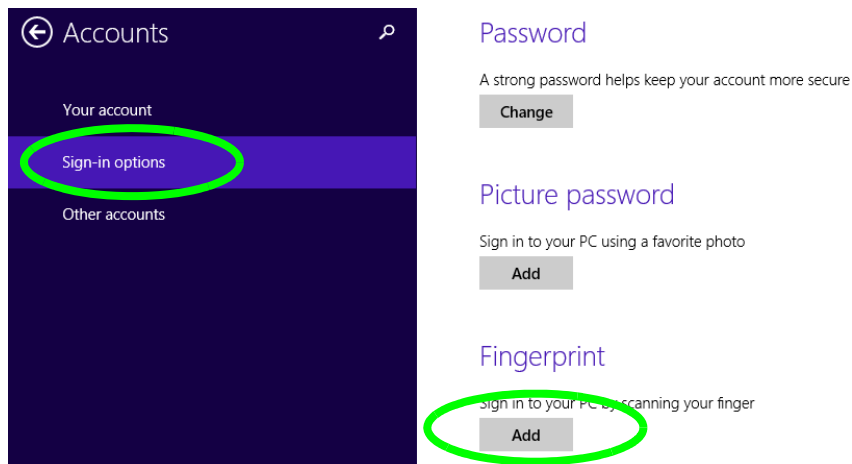 Accounts
Your account
Sign-in options
Other accounts
Password
A strong password helps keep your account more secure
Change
Picture password
Sign in to your PC using a favorite photo
Add
Fingerprint
Sign in to your PC by scanning your finger
Add